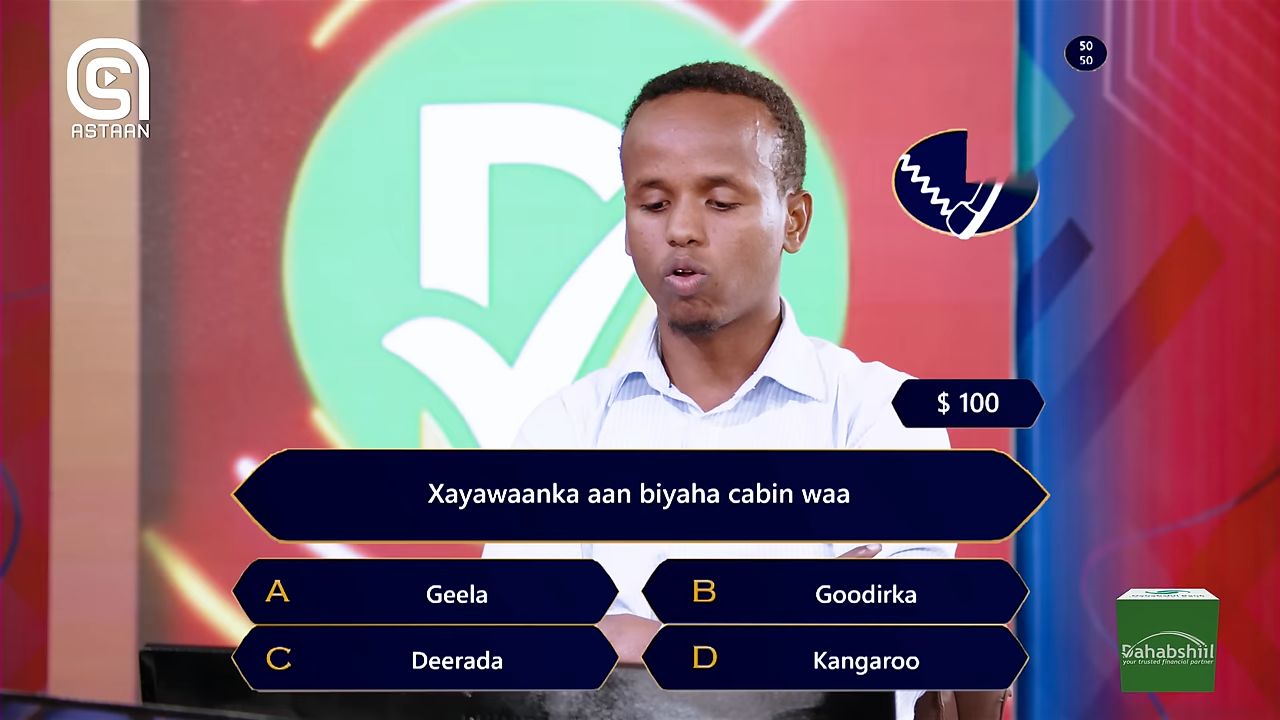 ASTAAN
50
50
$ 100
Xayawaanka aan biyaha cabin waa
A Geela
B Goodirka
C Deerada
D Kangaroo
Dahabshiil
your trusted financial partner